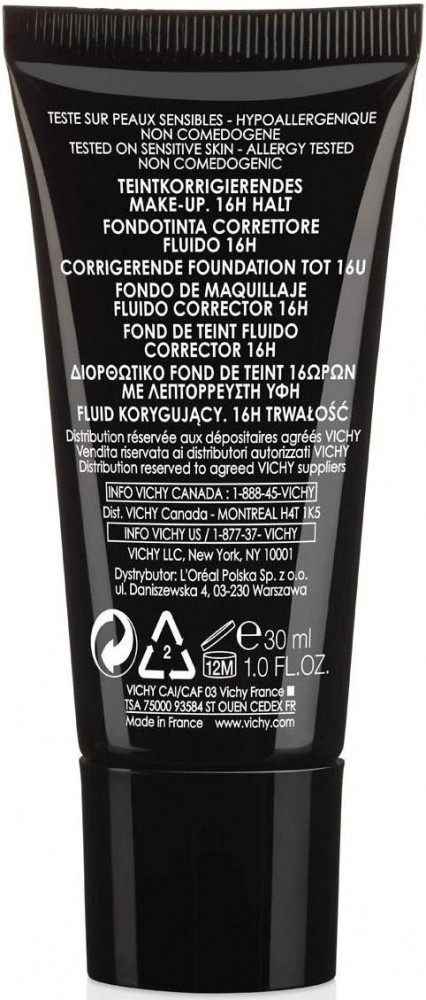 TESTE SUR PEAUX SENSIBLES - HYPOALLERGENIQUE
NON COMEDOGENE
TESTED ON SENSITIVE SKIN - ALLERGY TESTED
NON COMEDOGENIC
TEINTKORRIGIERENDES
MAKE-UP. 16H HALT
FONDOTINTA CORRETTORE
FLUIDO 16H
CORRIGERENDE FOUNDATION TOT 16U
FONDO DE MAQUILLAJE
FLUIDO CORRECTOR 16H
FOND DE TEINT FLUIDO
CORRECTOR 16H
ΔΙΟΡΘΩΤΙΚΟ FOND DE TEINT 16ΩΡΩΝ
ΜΕ ΛΕΠΤΟΡΡΕΥΣΤΗ ΥΦΗ
FLUID KORYGUJĄCY. 16H TRWAŁOŚĆ
Distribution réservée aux dépositaires agréés VICHY
Vendita riservata ai distributori autorizzati VICHY
Distribution reserved to agreed VICHY suppliers
INFO VICHY CANADA : 1-888-45-VICHY
Dist. VICHY Canada - MONTREAL H4T 1K5
INFO VICHY US / 1-877-37- VICHY
VICHY LLC, New York, NY 10001
Dystrybutor: L'Oréal Polska Sp. z o.o.
ul. Daniszewska 4, 03-230 Warszawa
2 12M e 30 ml
1.0 FL.OZ.
VICHY CAI/CAF 03 Vichy France
TSA 75000 93584 ST OUEN CEDEX FR
Made in France www.vichy.com